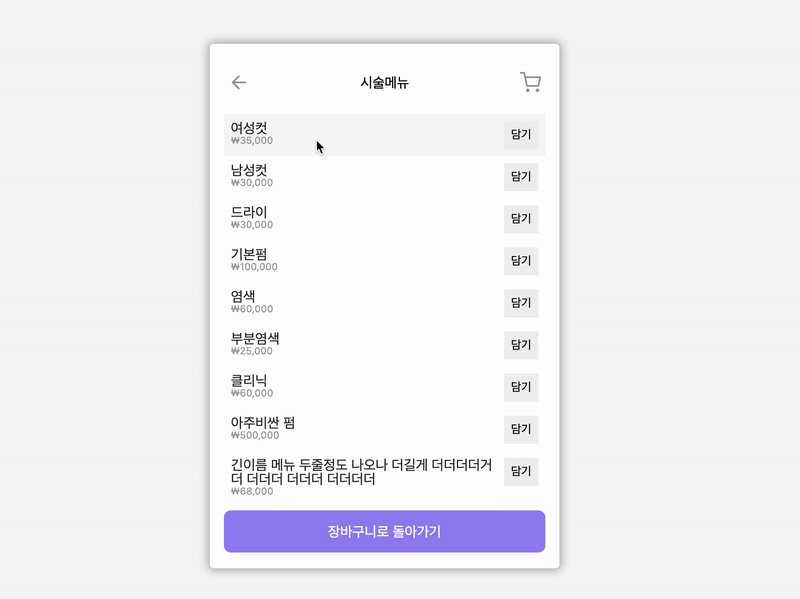 시술메뉴
여성컷
₩35,000
담기
남성컷
₩30,000
담기
드라이
₩30,000
담기
기본펌
₩100,000
담기
염색
₩60,000
담기
부분염색
₩25,000
담기
클리닉
₩60,000
담기
아주비싼 펌
₩500,000
담기
긴이름 메뉴 두줄정도 나오나 더길게 더더더더거
더 더더더 더더더 더더더더
₩68,000
담기
장바구니로 돌아가기